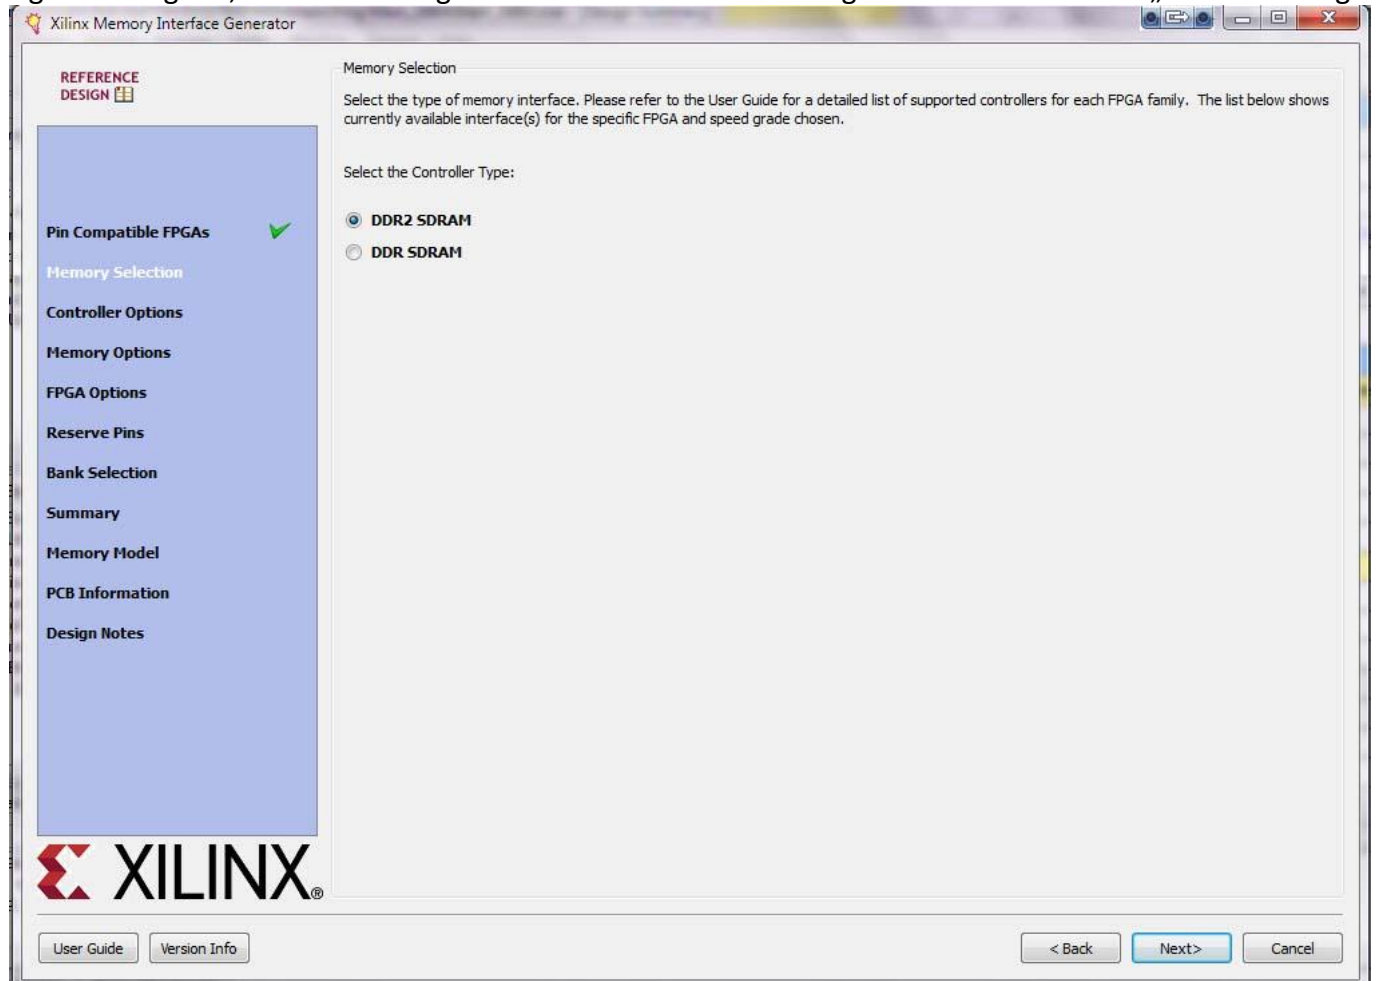 Xilinx Memory Interface Generator
REFERENCE
DESIGN
Pin Compatible FPGAs
Memory Selection
Controller Options
Memory Options
FPGA Options
Reserve Pins
Bank Selection
Summary
Memory Model
PCB Information
Design Notes
XILINX®
Memory Selection
Select the type of memory interface. Please refer to the User Guide for a detailed list of supported controllers for each FPGA family. The list below shows
currently available interface(s) for the specific FPGA and speed grade chosen.
Select the Controller Type:
DDR2 SDRAM
DDR SDRAM
User Guide
Version Info
< Back
Next>
Cancel